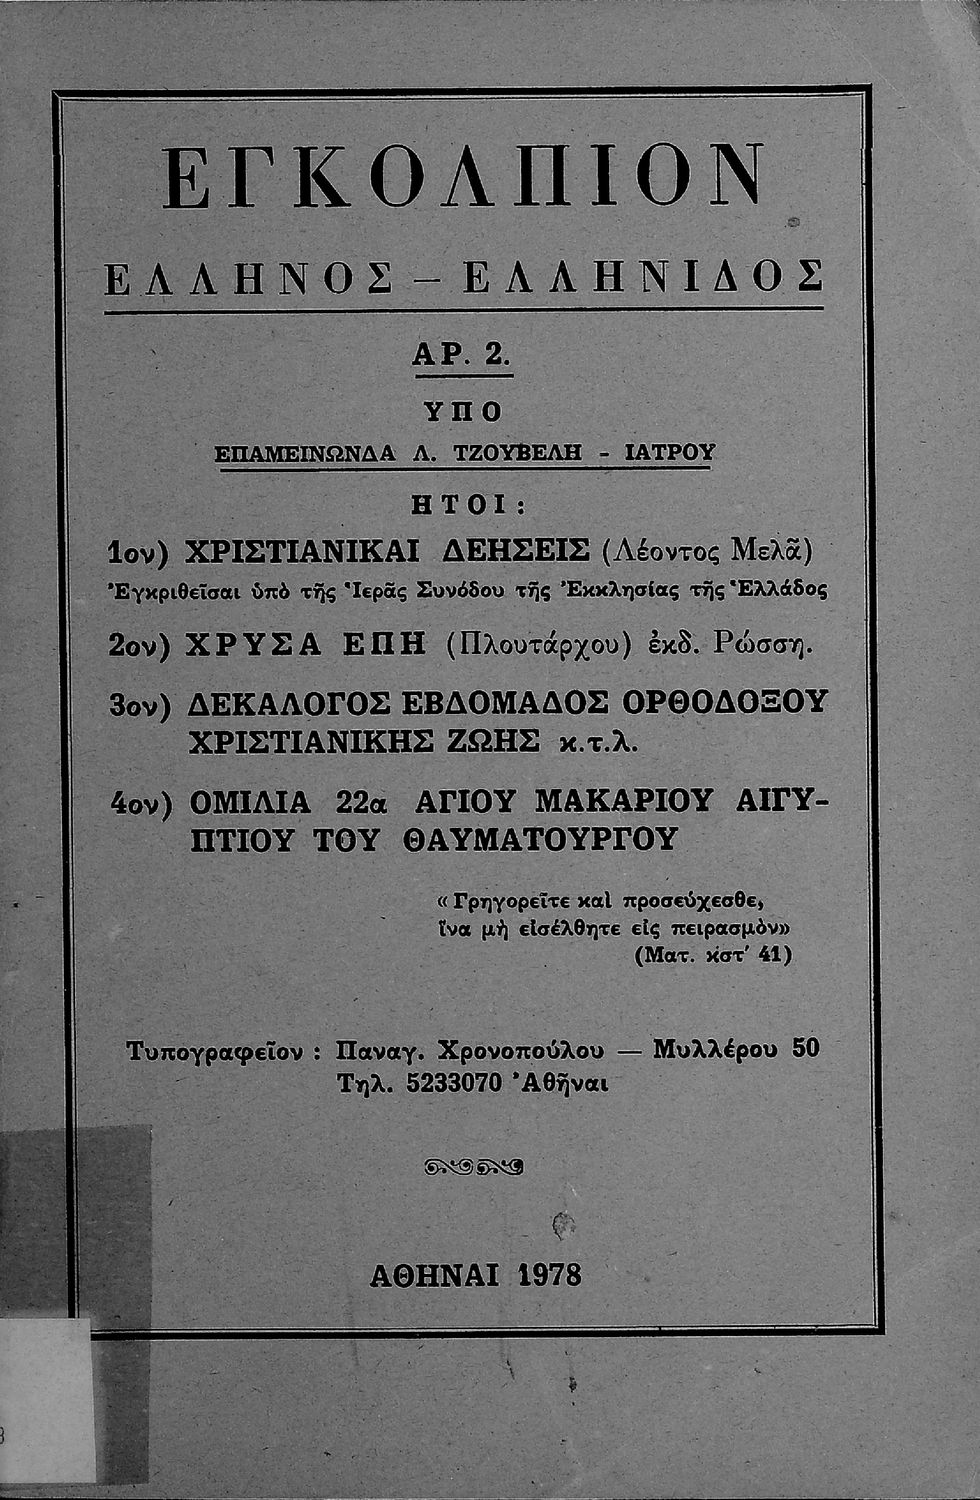 ΕΓΚΟΛΠΙΟΝ
ΕΛΛΗΝΟΣ – ΕΛΛΗΝΙΔΟΣ
ΑΡ. 2.
ΥΠΟ
ΕΠΑΜΕΙΝΩΝΔΑ Λ. ΤΖΟΥΒΕΛΗ - ΙΑΤΡΟΥ
ΗΤΟΙ :
1ον) ΧΡΙΣΤΙΑΝΙΚΑΙ ΔΕΗΣΕΙΣ (Λέοντος Μελᾶ)
Ἐγκριθεῖσαι ὑπὸ τῆς Ἱερᾶς Συνόδου τῆς Ἐκκλησίας τῆς Ἑλλάδος
2ον) ΧΡΥΣΑ ΕΠΗ (Πλουτάρχου) ἐκδ. Ρώσση.
3ον) ΔΕΚΑΛΟΓΟΣ ΕΒΔΟΜΑΔΟΣ ΟΡΘΟΔΟΞΟΥ
ΧΡΙΣΤΙΑΝΙΚΗΣ ΖΩΗΣ κ.τ.λ.
4ον) ΟΜΙΛΙΑ 22α ΑΓΙΟΥ ΜΑΚΑΡΙΟΥ ΑΙΓΥ-
ΠΤΙΟΥ ΤΟΥ ΘΑΥΜΑΤΟΥΡΓΟΥ
«Γρηγορεῖτε καὶ προσεύχεσθε,
ἵνα μὴ εἰσέλθητε εἰς πειρασμὸν»
(Ματ. κστ' 41)
Τυπογραφεῖον : Παναγ. Χρονοπούλου — Μυλλέρου 50
Τηλ. 5233070 Ἀθῆναι
ΑΘΗΝΑΙ 1978